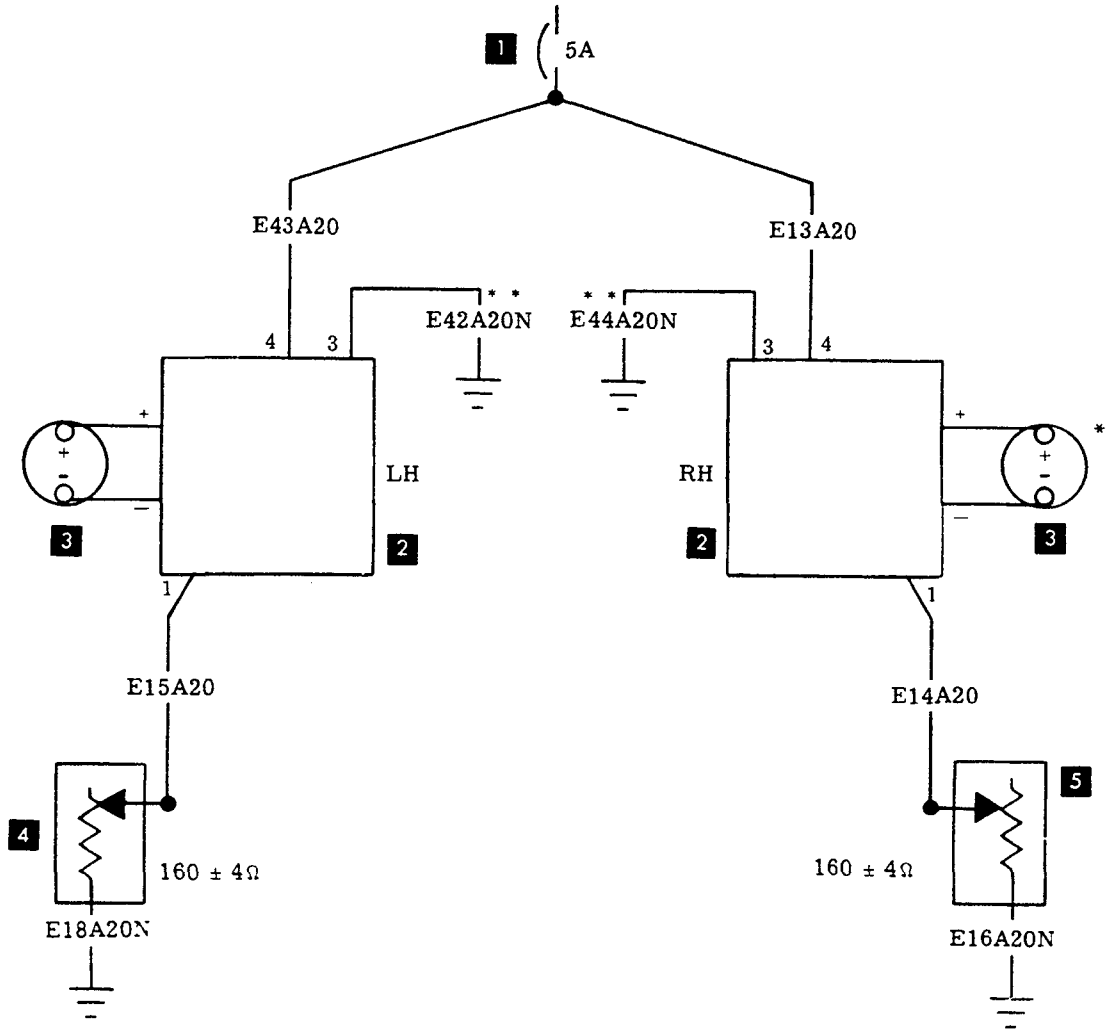 1 5A
E43A20 E13A20
* * * *
E42A20N E44A20N
4 3 3 4
+ +
*
+ +
- -
LH RH
— —
3 2 2 3
1 1
E15A20 E14A20
5
4
160 ± 4Ω 160 ± 4Ω
E18A20N E16A20N